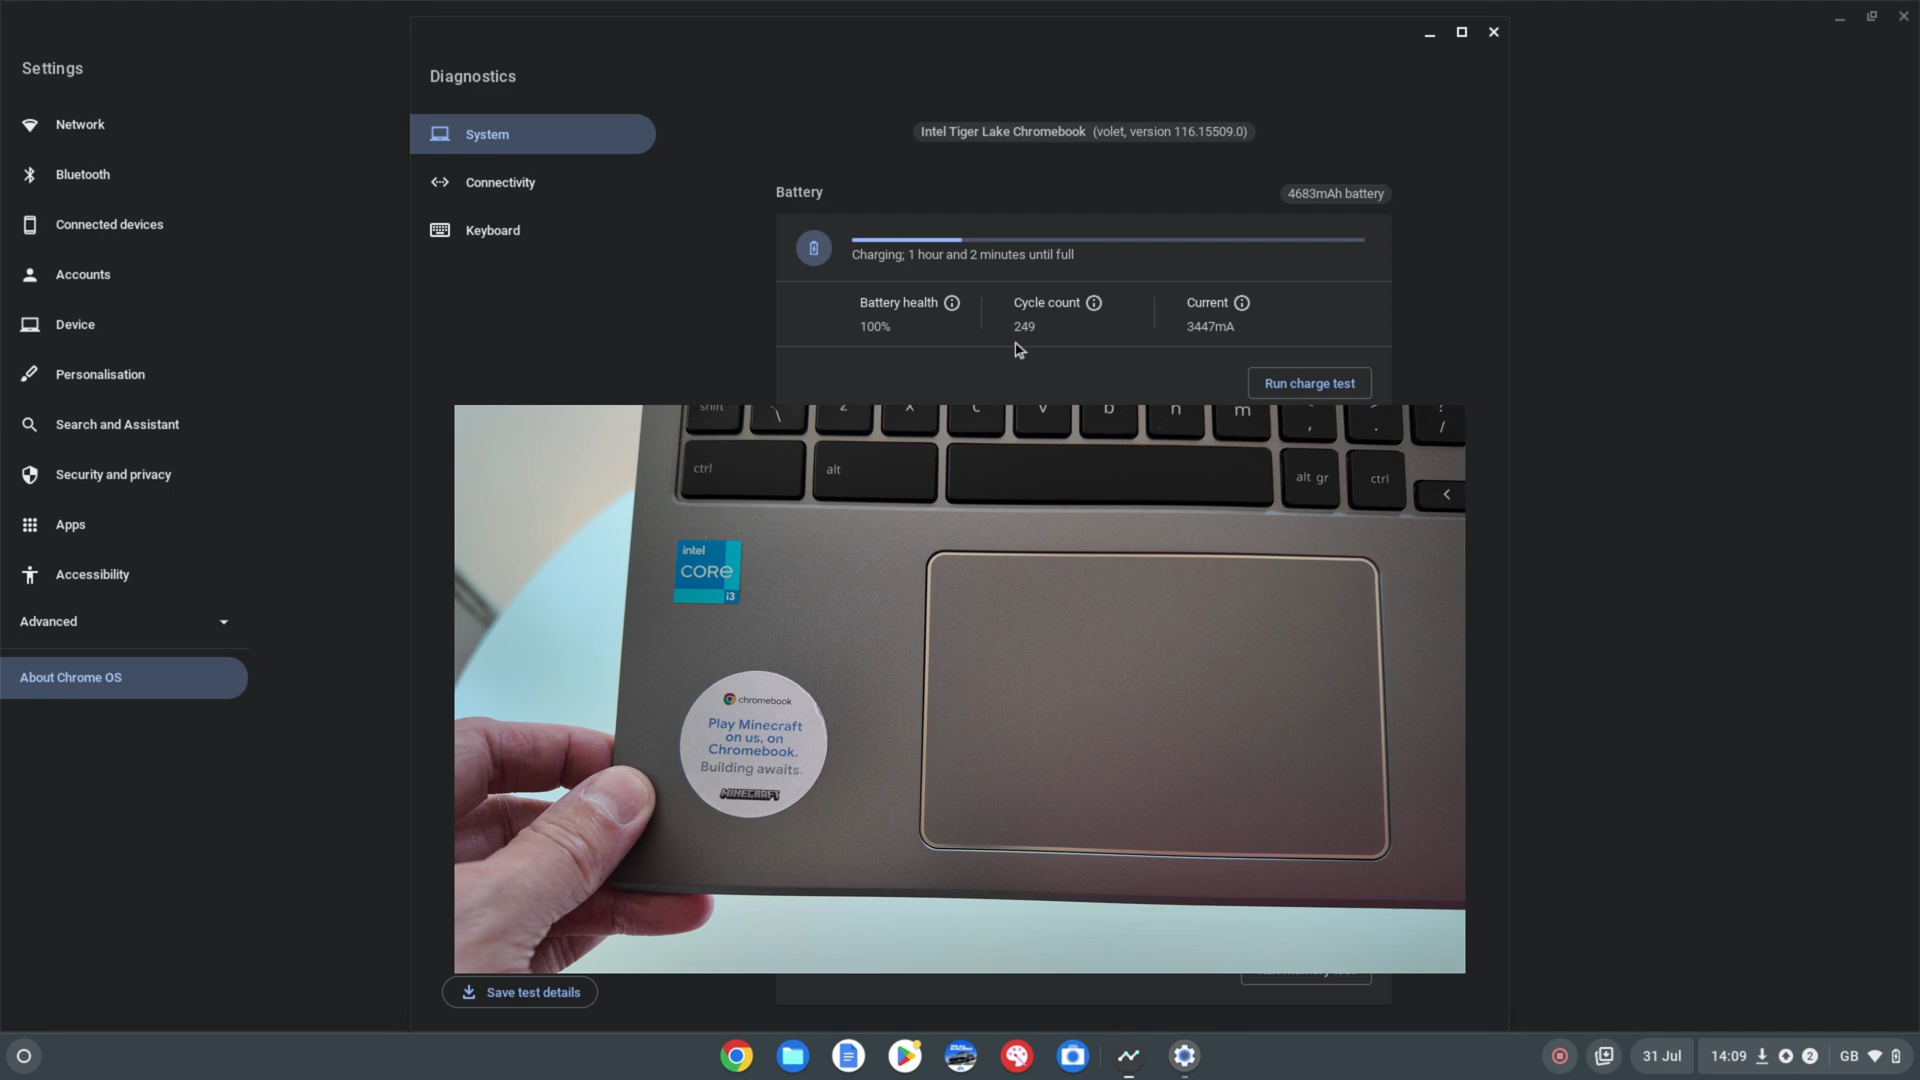 Settings
Network
Bluetooth
Connected devices
Accounts
Device
Personalisation
Search and Assistant
Security and privacy
Apps
Accessibility
Advanced
About Chrome OS
Diagnostics
System
Connectivity
Keyboard
Save test details
Intel Tiger Lake Chromebook (volet, version 116.15509.0)
Battery
4683mAh battery
Charging; 1 hour and 2 minutes until full
Battery health
100%
Cycle count
249
Current
3447mA
Run charge test
shift \ z x c v b n m , . ? /
ctrl alt alt gr ctrl <
intel
CORE
i3
chromebook
Play Minecraft
on us, on
Chromebook.
Building awaits.
MINECRAFT
31 Jul
14:09
2
GB